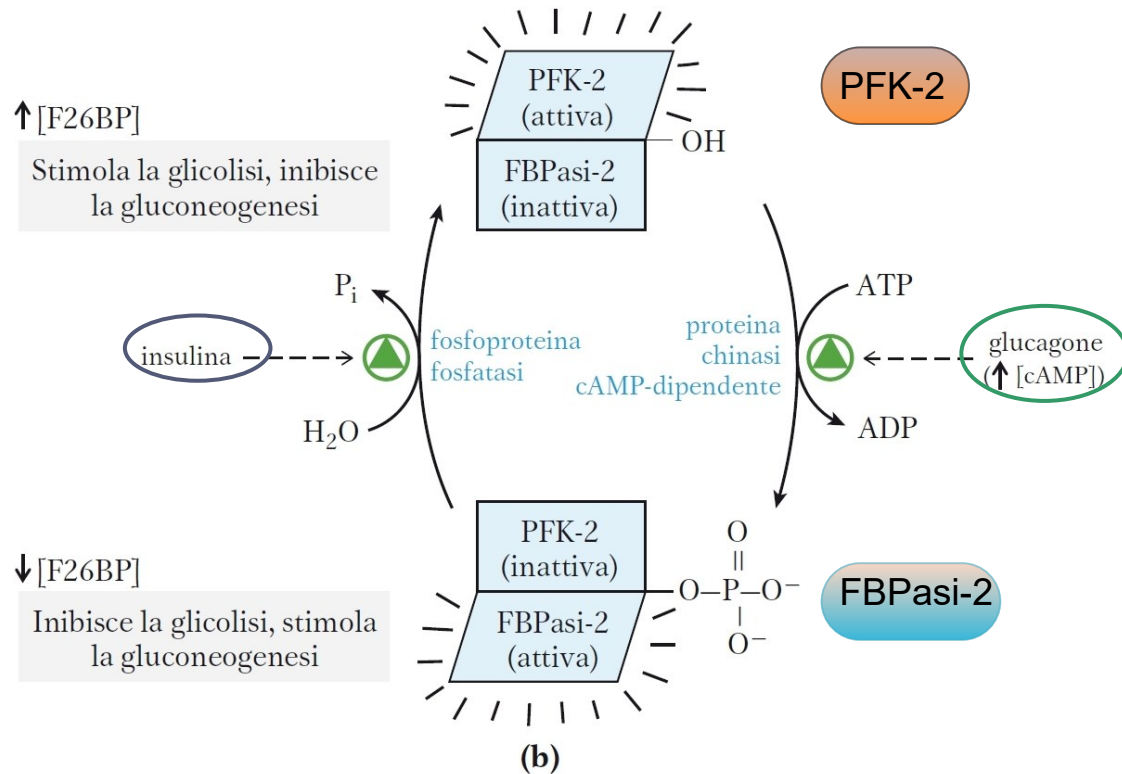 PFK-2
(attiva)
PFK-2
↑[F26BP]
OH
Stimola la glicolisi, inibisce
la gluconeogenesi
FBPasi-2
(inattiva)
Pi
ATP
insulina
fosfoproteina
fosfatasi
proteina
chinasi
cAMP-dipendente
glucagone
(↑ [cAMP])
H2O
ADP
PFK-2
(inattiva)
O
||
O–P–O−
|
O−
FBPasi-2
↓[F26BP]
Inibisce la glicolisi, stimola
la gluconeogenesi
FBPasi-2
(attiva)
(b)